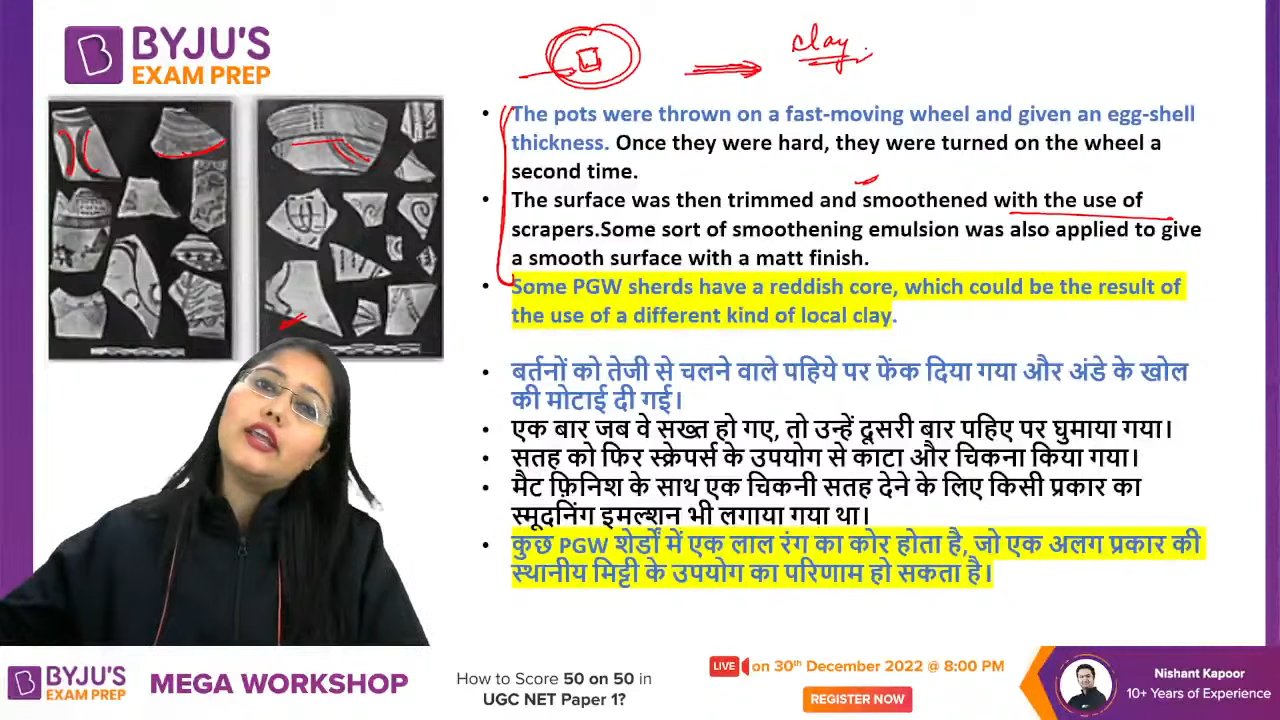 BYJU'S
EXAM PREP
clay
The pots were thrown on a fast-moving wheel and given an egg-shell
thickness. Once they were hard, they were turned on the wheel a
second time.
The surface was then trimmed and smoothened with the use of
scrapers.Some sort of smoothening emulsion was also applied to give
a smooth surface with a matt finish.
Some PGW sherds have a reddish core, which could be the result of
the use of a different kind of local clay.
बर्तनों को तेजी से चलने वाले पहिये पर फेंक दिया गया और अंडे के खोल
की मोटाई दी गई।
एक बार जब वे सख्त हो गए, तो उन्हें दूसरी बार पहिए पर घुमाया गया।
सतह को फिर स्क्रेपर्स के उपयोग से काटा और चिकना किया गया।
मैट फ़िनिश के साथ एक चिकनी सतह देने के लिए किसी प्रकार का
स्मूदनिंग इमल्शन भी लगाया गया था।
कुछ PGW शेर्डों में एक लाल रंग का कोर होता है, जो एक अलग प्रकार की
स्थानीय मिट्टी के उपयोग का परिणाम हो सकता है।
BYJU'S
EXAM PREP
MEGA WORKSHOP
How to Score 50 on 50 in
UGC NET Paper 1?
LIVE on 30th December 2022 @ 8:00 PM
REGISTER NOW
Nishant Kapoor
10+ Years of Experience